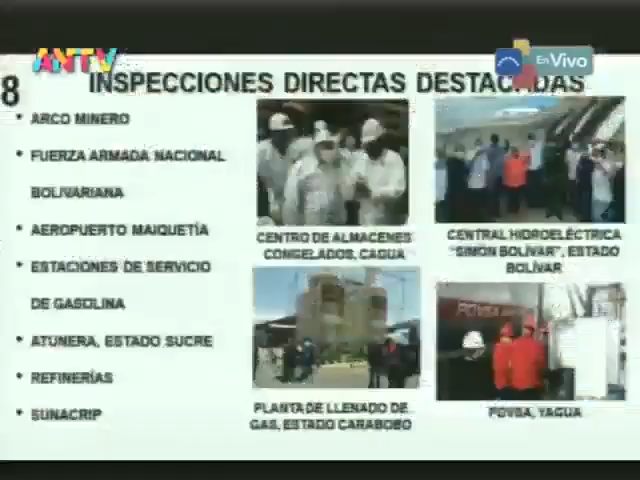 ANTV
En Vivo
8
INSPECCIONES DIRECTAS DESTACADAS
• ARCO MINERO
• FUERZA ARMADA NACIONAL
BOLIVARIANA
• AEROPUERTO MAIQUETÍA
• ESTACIONES DE SERVICIO
DE GASOLINA
• ATUNERA, ESTADO SUCRE
• REFINERÍAS
• SUNACRIP
CENTRO DE ALMACENES
CONGELADOS, CAGUA
CENTRAL HIDROELÉCTRICA
"SIMÓN BOLÍVAR", ESTADO
BOLÍVAR
PLANTA DE LLENADO DE
GAS, ESTADO CARABOBO
PDVSA
PDVSA, YAGUA